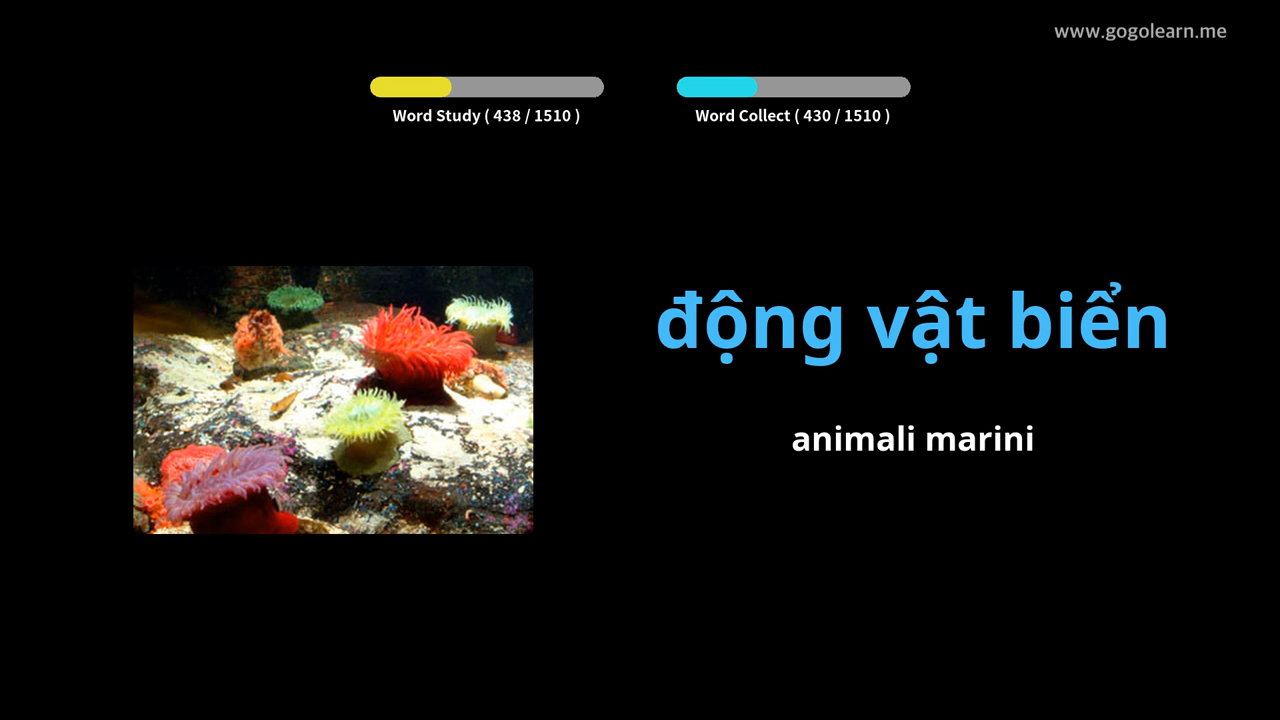 www.gogolearn.me
Word Study ( 438 / 1510 )
Word Collect ( 430 / 1510 )
động vật biển
animali marini